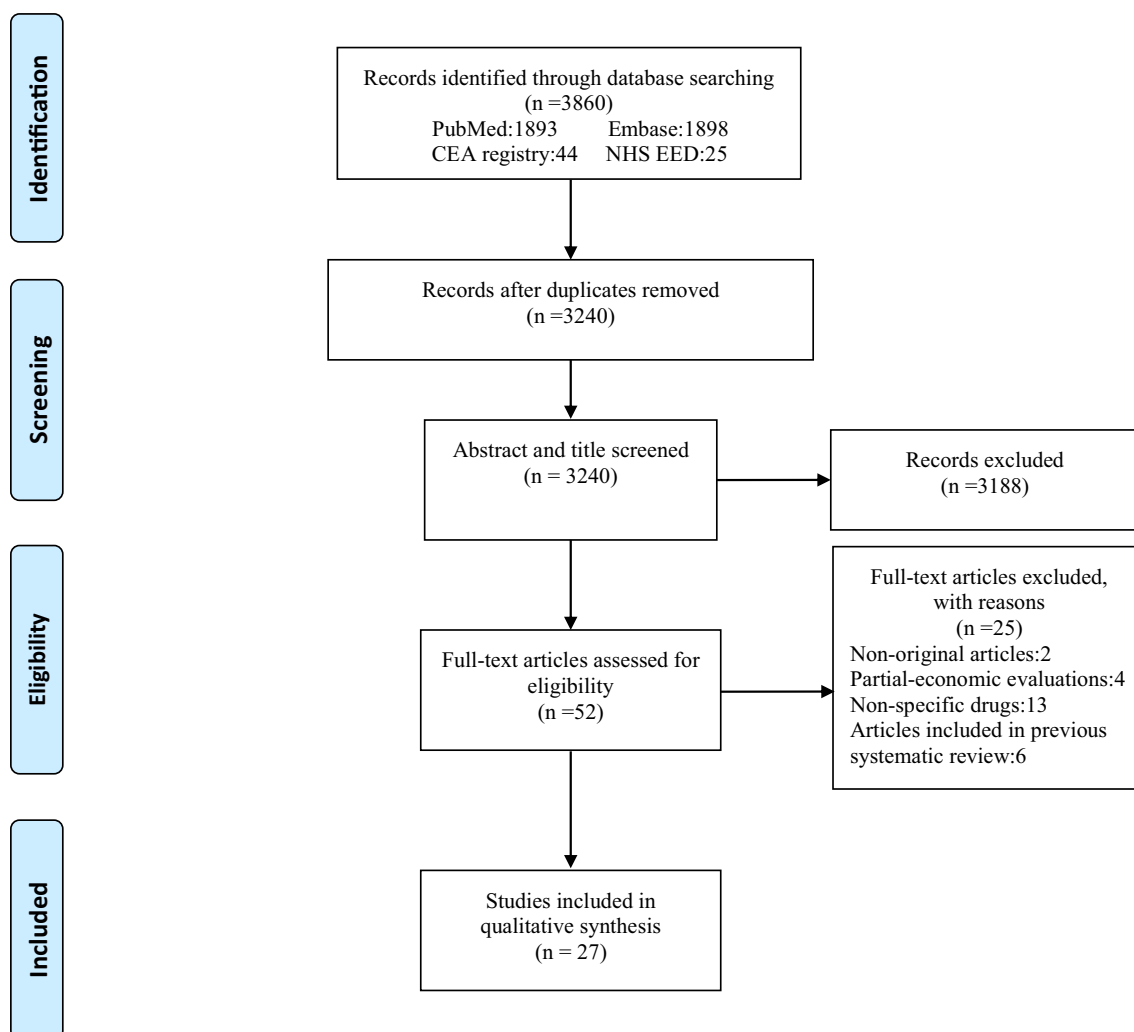 Identification
Records identified through database searching
(n =3860)
PubMed:1893 Embase:1898
CEA registry:44 NHS EED:25
Screening
Records after duplicates removed
(n =3240)
Abstract and title screened
(n = 3240)
Records excluded
(n =3188)
Eligibility
Full-text articles assessed for
eligibility
(n =52)
Full-text articles excluded,
with reasons
(n =25)
Non-original articles:2
Partial-economic evaluations:4
Non-specific drugs:13
Articles included in previous
systematic review:6
Included
Studies included in
qualitative synthesis
(n = 27)